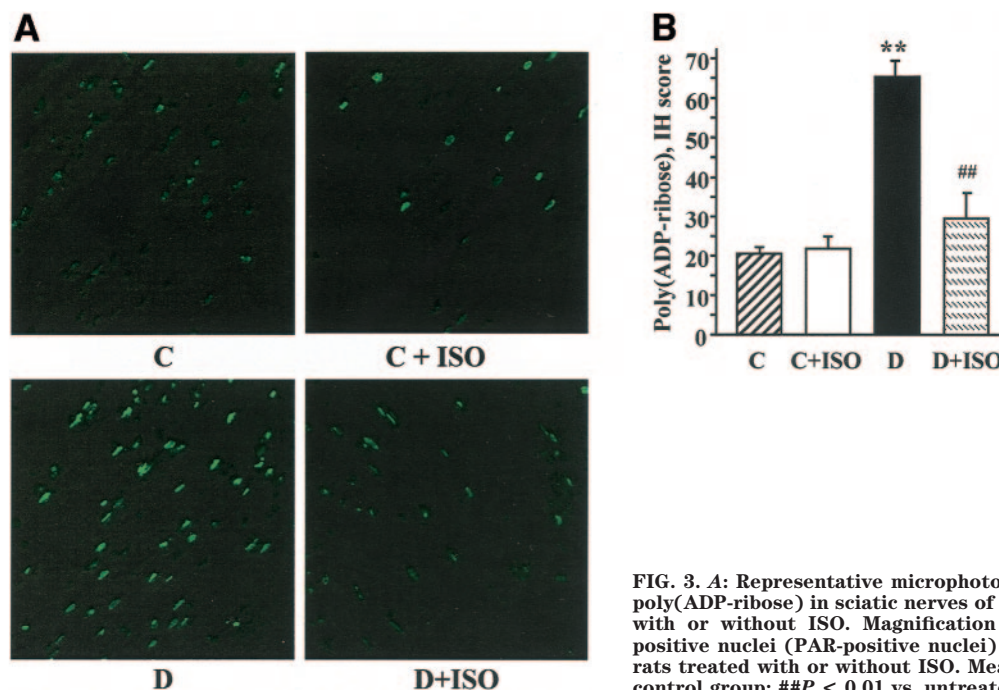 A
C
C + ISO
D
D+ISO
B
Poly(ADP-ribose), IH score
70
60
50
40
30
20
10
0
**
##
C
C+ISO
D
D+ISO
FIG. 3. A: Representative microphoto
poly(ADP-ribose) in sciatic nerves of
with or without ISO. Magnification
positive nuclei (PAR-positive nuclei)
rats treated with or without ISO. Mea
control group; ##P < 0.01 vs. untreat